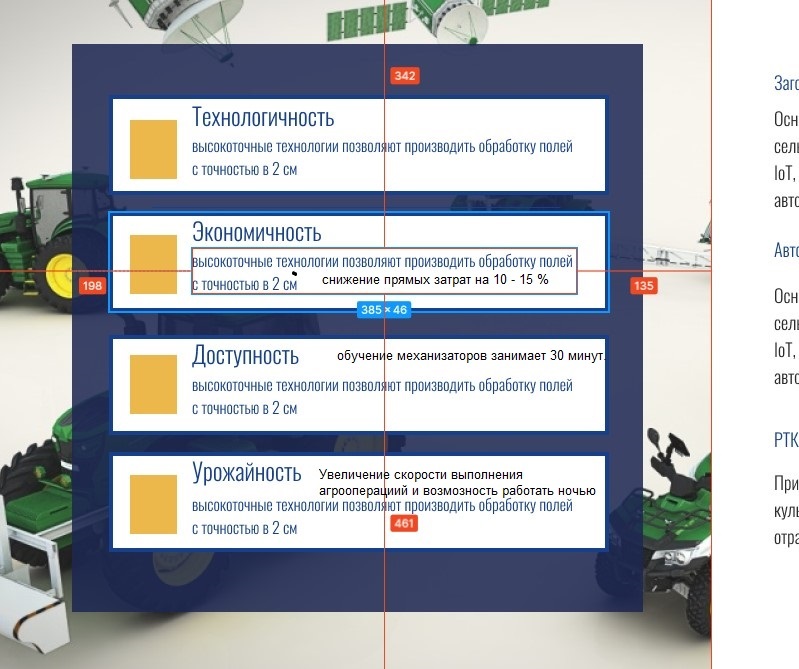 342
Технологичность
высокоточные технологии позволяют производить обработку полей
с точностью в 2 см
Экономичность
высокоточные технологии позволяют производить обработку полей
с точностью в 2 см
снижение прямых затрат на 10 - 15 %
198
135
385 × 46
Доступность
обучение механизаторов занимает 30 минут.
высокоточные технологии позволяют производить обработку полей
с точностью в 2 см
Урожайность
Увеличение скорости выполнения
агрооперациий и возможность работать ночью
высокоточные технологии позволяют производить обработку полей
с точностью в 2 см
461
Заго
Осн
сель
IoT,
авто
Авто
Осн
сель
IoT,
авто
РТК
При
куль
отра